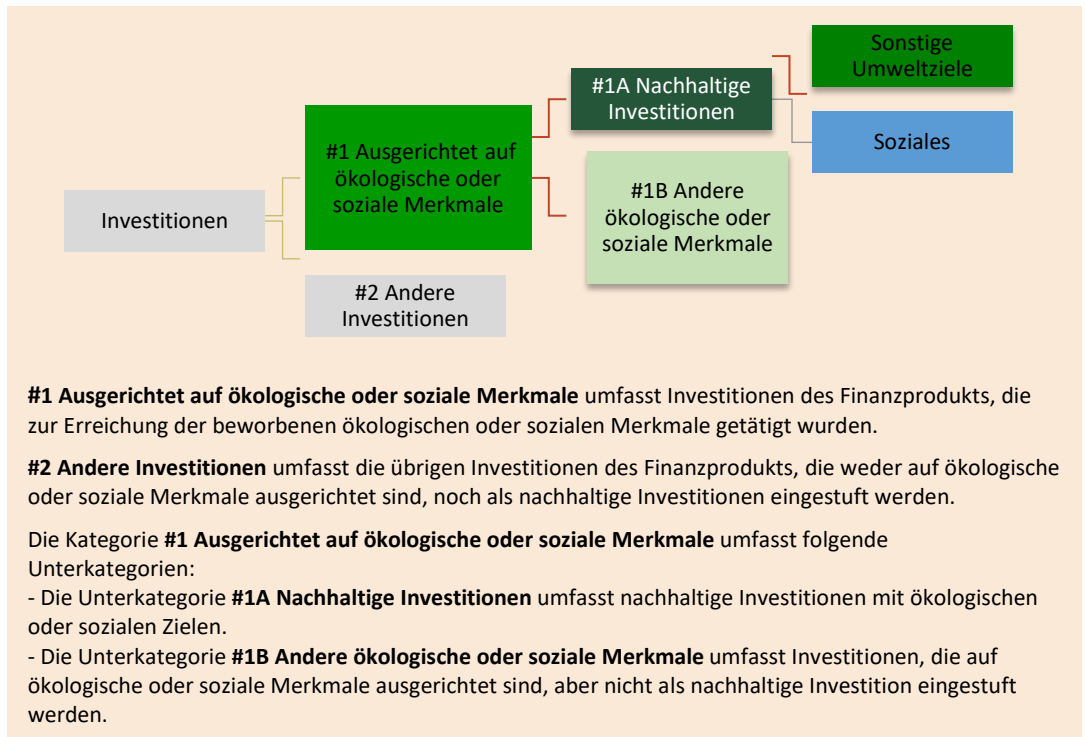 Sonstige
Umweltziele
#1A Nachhaltige
Investitionen
Soziales
#1 Ausgerichtet auf
ökologische oder
soziale Merkmale
#1B Andere
ökologische oder
soziale Merkmale
Investitionen
#2 Andere
Investitionen
#1 Ausgerichtet auf ökologische oder soziale Merkmale umfasst Investitionen des Finanzprodukts, die
zur Erreichung der beworbenen ökologischen oder sozialen Merkmale getätigt wurden.
#2 Andere Investitionen umfasst die übrigen Investitionen des Finanzprodukts, die weder auf ökologische
oder soziale Merkmale ausgerichtet sind, noch als nachhaltige Investitionen eingestuft werden.
Die Kategorie #1 Ausgerichtet auf ökologische oder soziale Merkmale umfasst folgende
Unterkategorien:
- Die Unterkategorie #1A Nachhaltige Investitionen umfasst nachhaltige Investitionen mit ökologischen
oder sozialen Zielen.
- Die Unterkategorie #1B Andere ökologische oder soziale Merkmale umfasst Investitionen, die auf
ökologische oder soziale Merkmale ausgerichtet sind, aber nicht als nachhaltige Investition eingestuft
werden.